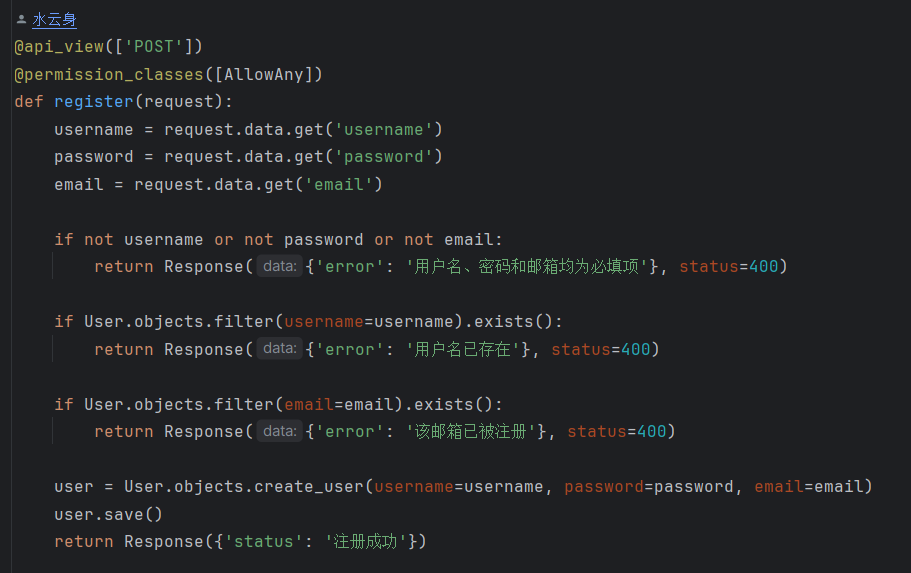 水云身
@api_view(['POST'])
@permission_classes([AllowAny])
def register(request):
    username = request.data.get('username')
    password = request.data.get('password')
    email = request.data.get('email')

    if not username or not password or not email:
        return Response( data: {'error': '用户名、密码和邮箱均为必填项'}, status=400)

    if User.objects.filter(username=username).exists():
        return Response( data: {'error': '用户名已存在'}, status=400)

    if User.objects.filter(email=email).exists():
        return Response( data: {'error': '该邮箱已被注册'}, status=400)

    user = User.objects.create_user(username=username, password=password, email=email)
    user.save()
    return Response({'status': '注册成功'})